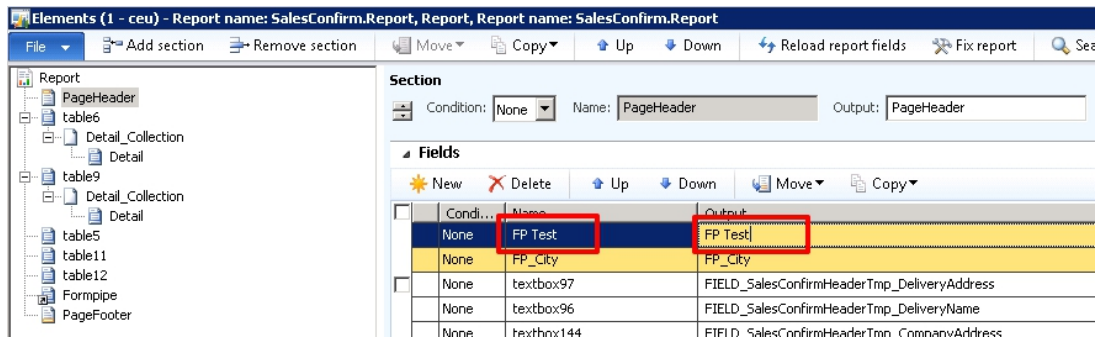 Elements (1 - ceu) - Report name: SalesConfirm.Report, Report, Report name: SalesConfirm.Report
File Add section Remove section Move Copy Up Down Reload report fields Fix report Sea
Report
PageHeader
table6
Detail_Collection
Detail
table9
Detail_Collection
Detail
table5
table11
table12
Formpipe
PageFooter
Section
Condition: None Name: PageHeader Output: PageHeader
Fields
New Delete Up Down Move Copy
Condi... Name Output
None FP Test FP Test
None FP_City FP_City
None textbox97 FIELD_SalesConfirmHeaderTmp_DeliveryAddress
None textbox96 FIELD_SalesConfirmHeaderTmp_DeliveryName
None textbox144 FIELD_SalesConfirmHeaderTmp_CompanyAddress